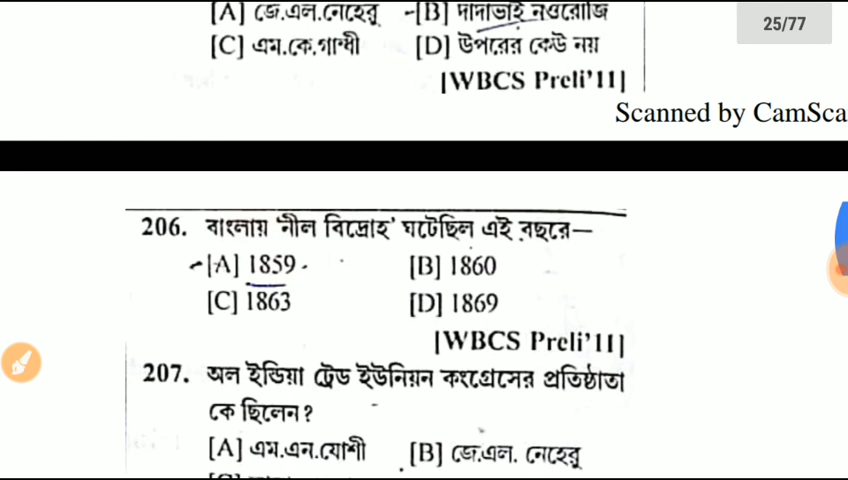 [A] জে.এল.নেহেরু [B] দাদাভাই নওরোজি
25/77
[C] এম.কে.গান্ধী [D] উপরের কেউ নয়
[WBCS Preli'11]
Scanned by CamSca
206. বাংলায় 'নীল বিদ্রোহ' ঘটেছিল এই বছরে—
[A] 1859 [B] 1860
[C] 1863 [D] 1869
[WBCS Preli'11]
207. অল ইন্ডিয়া ট্রেড ইউনিয়ন কংগ্রেসের প্রতিষ্ঠাতা
কে ছিলেন?
[A] এম.এন.যোশী [B] জে.এল. নেহেরু